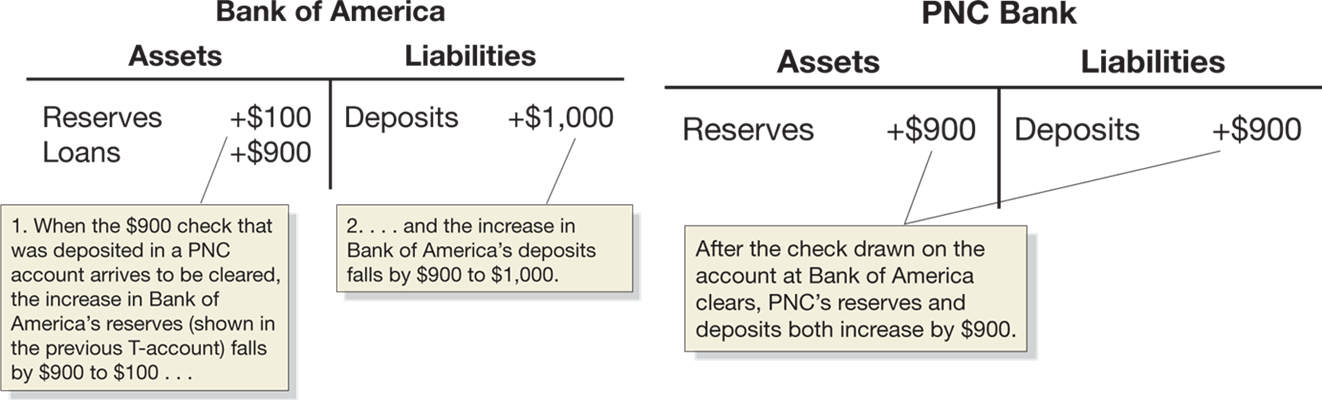 Bank of America
Assets Liabilities
Reserves +$100 Deposits +$1,000
Loans +$900
1. When the $900 check that
was deposited in a PNC
account arrives to be cleared,
the increase in Bank of
America’s reserves (shown in
the previous T-account) falls
by $900 to $100 . . .
2. . . . and the increase in
Bank of America’s deposits
falls by $900 to $1,000.
PNC Bank
Assets Liabilities
Reserves +$900 Deposits +$900
After the check drawn on the
account at Bank of America
clears, PNC’s reserves and
deposits both increase by $900.